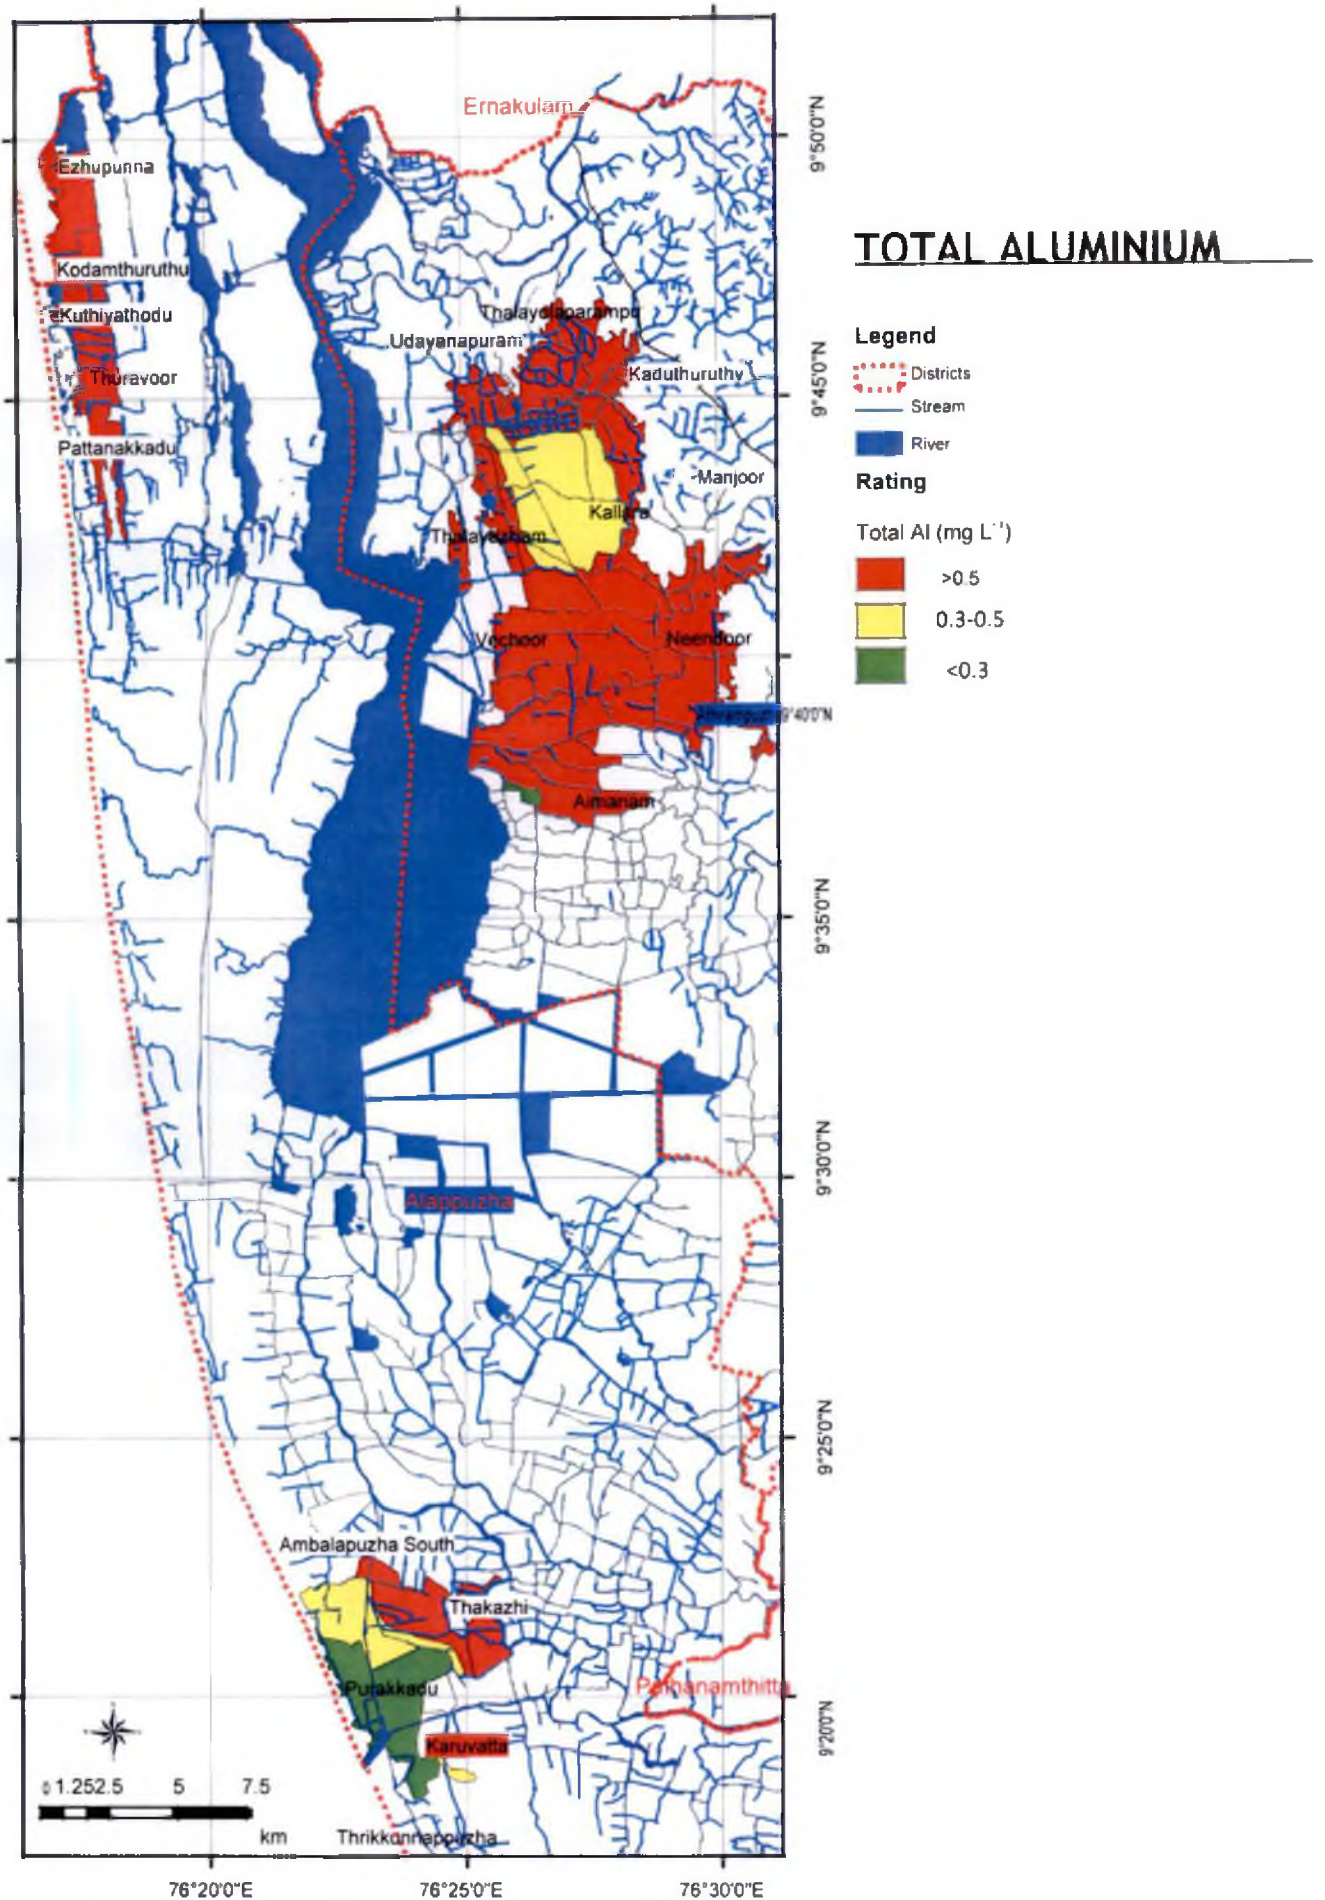 Ernakulam
9°50'0"N
Ezhupunna
TOTAL ALUMINIUM
Kodamthuruthu
Kuthiyathodu
Thalayolaparampu
Udayanapuram
Legend
Thuravoor
Kaduthuruthy
9°45'0"N
Districts
Stream
Pattanakkadu
River
Manjoor
Rating
Kallara
Thalayazham
Total Al (mg L⁻¹)
>0.5
0.3-0.5
Vechoor
Neendoor
<0.3
9°40'0"N
Aimanam
9°35'0"N
9°30'0"N
Alappuzha
9°25'0"N
Ambalapuzha South
Thakazhi
Purakkadu
Pathanamthitta
9°20'0"N
Karuvatta
0 1.252.5 5 7.5
km
Thrikkunnappuzha
76°20'0"E 76°25'0"E 76°30'0"E